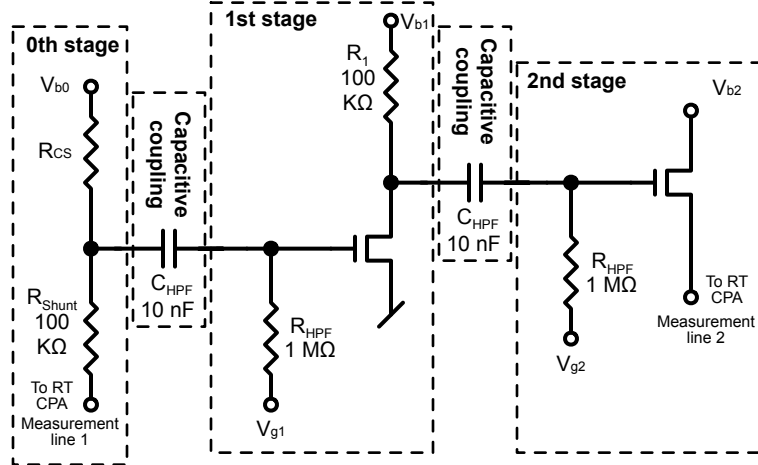 0th stage
V_b0
R_CS
R_Shunt
100
KΩ
To RT
CPA
Measurement
line 1
Capacitive
coupling
C_HPF
10 nF
1st stage
V_b1
R_1
100
KΩ
R_HPF
1 MΩ
V_g1
Capacitive
coupling
C_HPF
10 nF
2nd stage
V_b2
R_HPF
1 MΩ
V_g2
To RT
CPA
Measurement
line 2